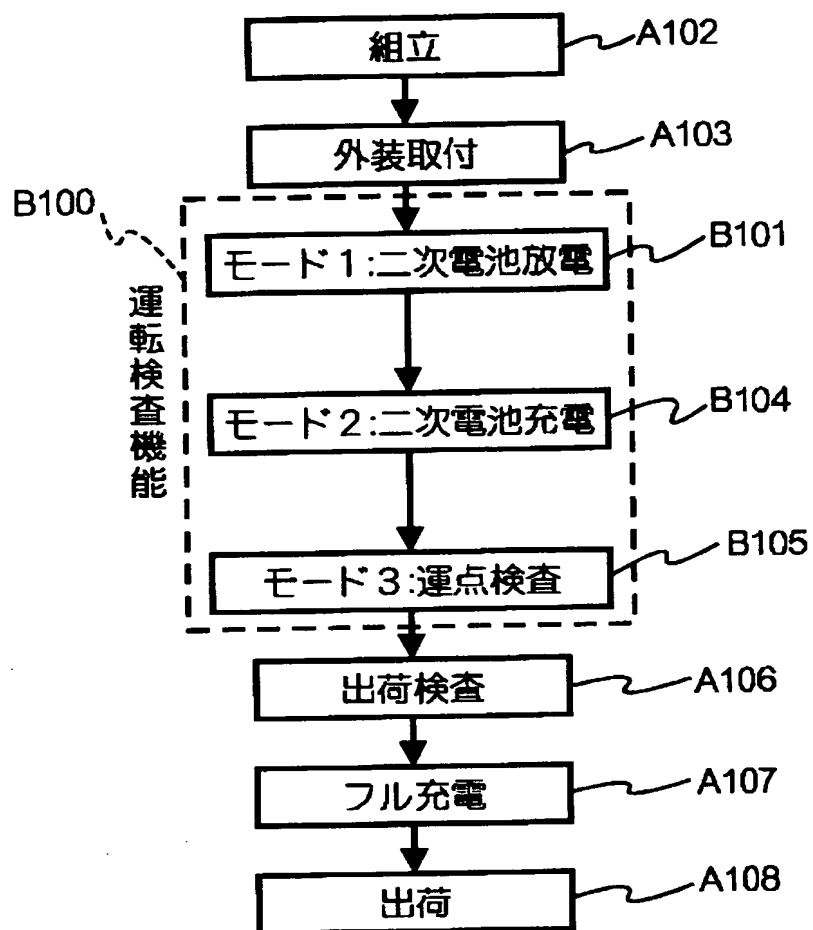 組立
A102
外装取付
A103
B100
運転検査機能
モード1:二次電池放電
B101
モード2:二次電池充電
B104
モード3:運点検査
B105
出荷検査
A106
フル充電
A107
出荷
A108